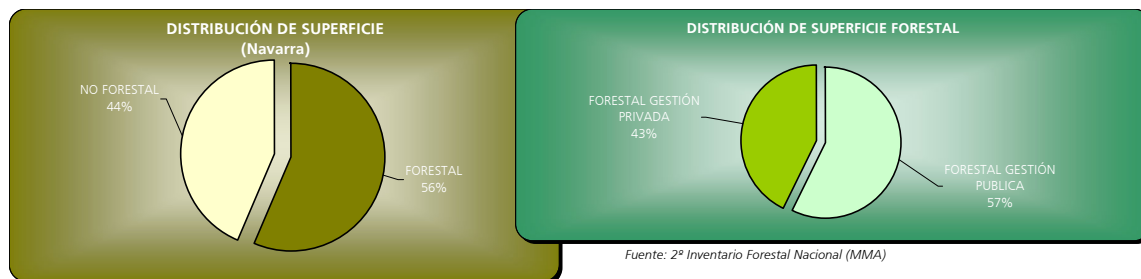 DISTRIBUCIÓN DE SUPERFICIE
(Navarra)
NO FORESTAL
44%
FORESTAL
56%
DISTRIBUCIÓN DE SUPERFICIE FORESTAL
FORESTAL GESTIÓN
PRIVADA
43%
FORESTAL GESTIÓN
PUBLICA
57%
Fuente: 2º Inventario Forestal Nacional (MMA)